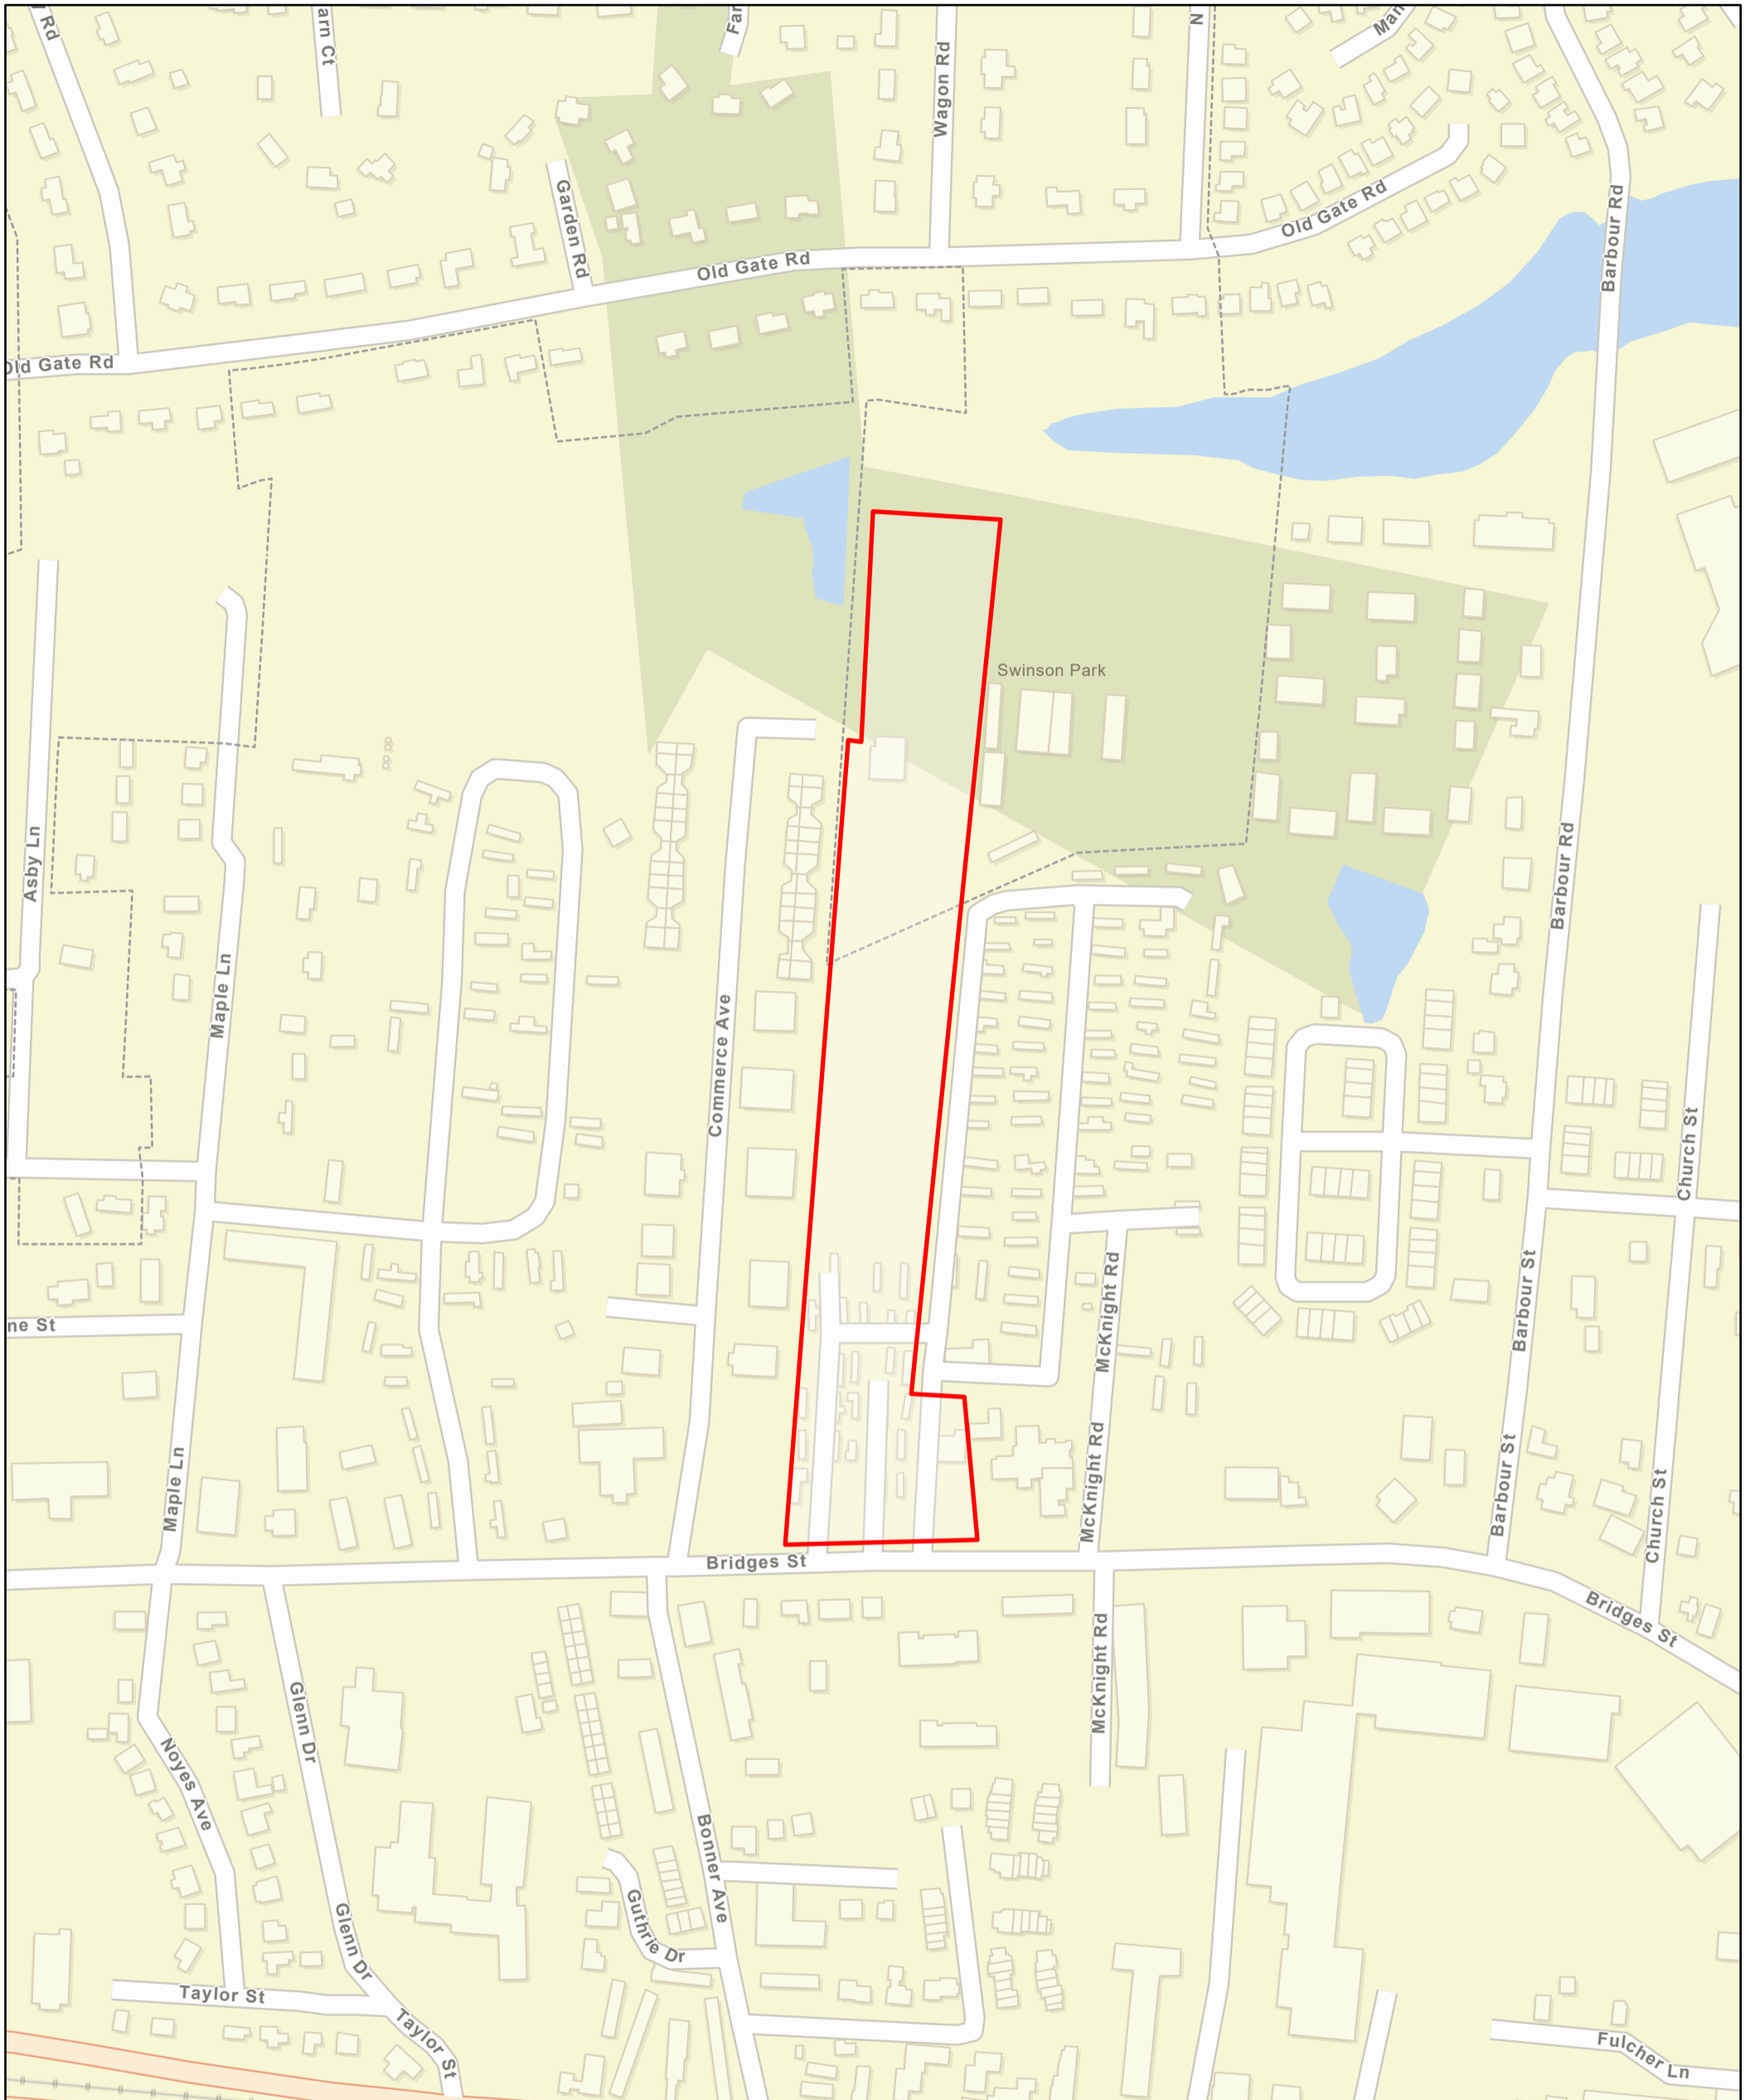 Rd
arn Ct
Far
Wagon Rd
N
Man
Garden Rd
Old Gate Rd
Old Gate Rd
Barbour Rd
Old Gate Rd
Swinson Park
Asby Ln
Barbour Rd
Maple Ln
Commerce Ave
Church St
McKnight Rd
Barbour St
ne St
Maple Ln
McKnight Rd
Barbour St
Church St
Bridges St
Bridges St
McKnight Rd
Glenn Dr
Noyes Ave
Bonner Ave
Guthrie Dr
Glenn Dr
Taylor St
Taylor St
Fulcher Ln